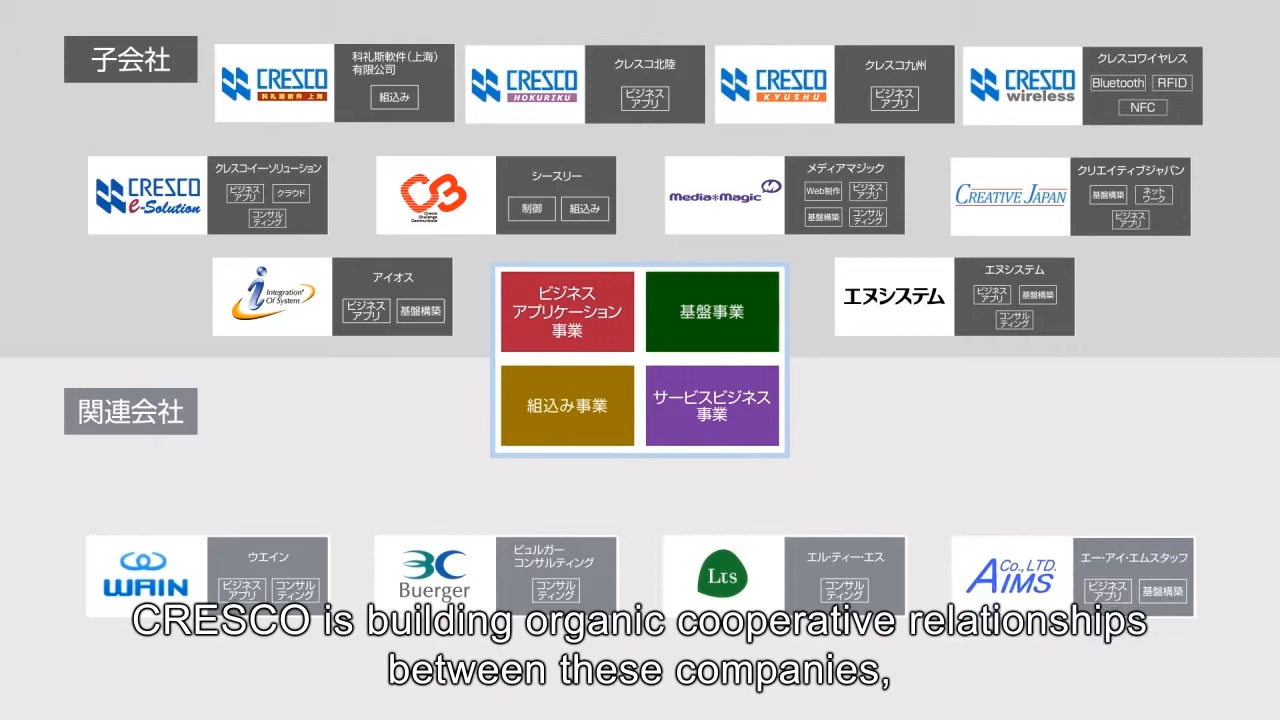 子会社
CRESCO
科礼斯軟件 上海
科礼斯軟件(上海)
有限公司
組込み
CRESCO
HOKURIKU
クレスコ北陸
ビジネス
アプリ
CRESCO
KYUSHU
クレスコ九州
ビジネス
アプリ
CRESCO
wireless
クレスコワイヤレス
Bluetooth
RFID
NFC
CRESCO
e-Solution
クレスコ・イー・ソリューション
ビジネス
アプリ
クラウド
コンサル
ティング
C3
Create
Challenge
Communicate
シースリー
制御
組込み
Media*Magic
メディアマジック
Web制作
ビジネス
アプリ
基盤構築
コンサル
ティング
CREATIVE JAPAN
クリエイティブジャパン
基盤構築
ネット
ワーク
ビジネス
アプリ
i
Integration
Of System
アイオス
ビジネス
アプリ
基盤構築
ビジネス
アプリケーション
事業
基盤事業
組込み事業
サービスビジネス
事業
エヌシステム
エヌシステム
ビジネス
アプリ
基盤構築
コンサル
ティング
関連会社
WAIN
ウエイン
ビジネス
アプリ
コンサル
ティング
BC
Buerger
ビュルガー
コンサルティング
コンサル
ティング
LTS
エル・ティー・エス
コンサル
ティング
CO., LTD.
AIMS
エー・アイ・エムスタッフ
ビジネス
アプリ
基盤構築
CRESCO is building organic cooperative relationships
between these companies,